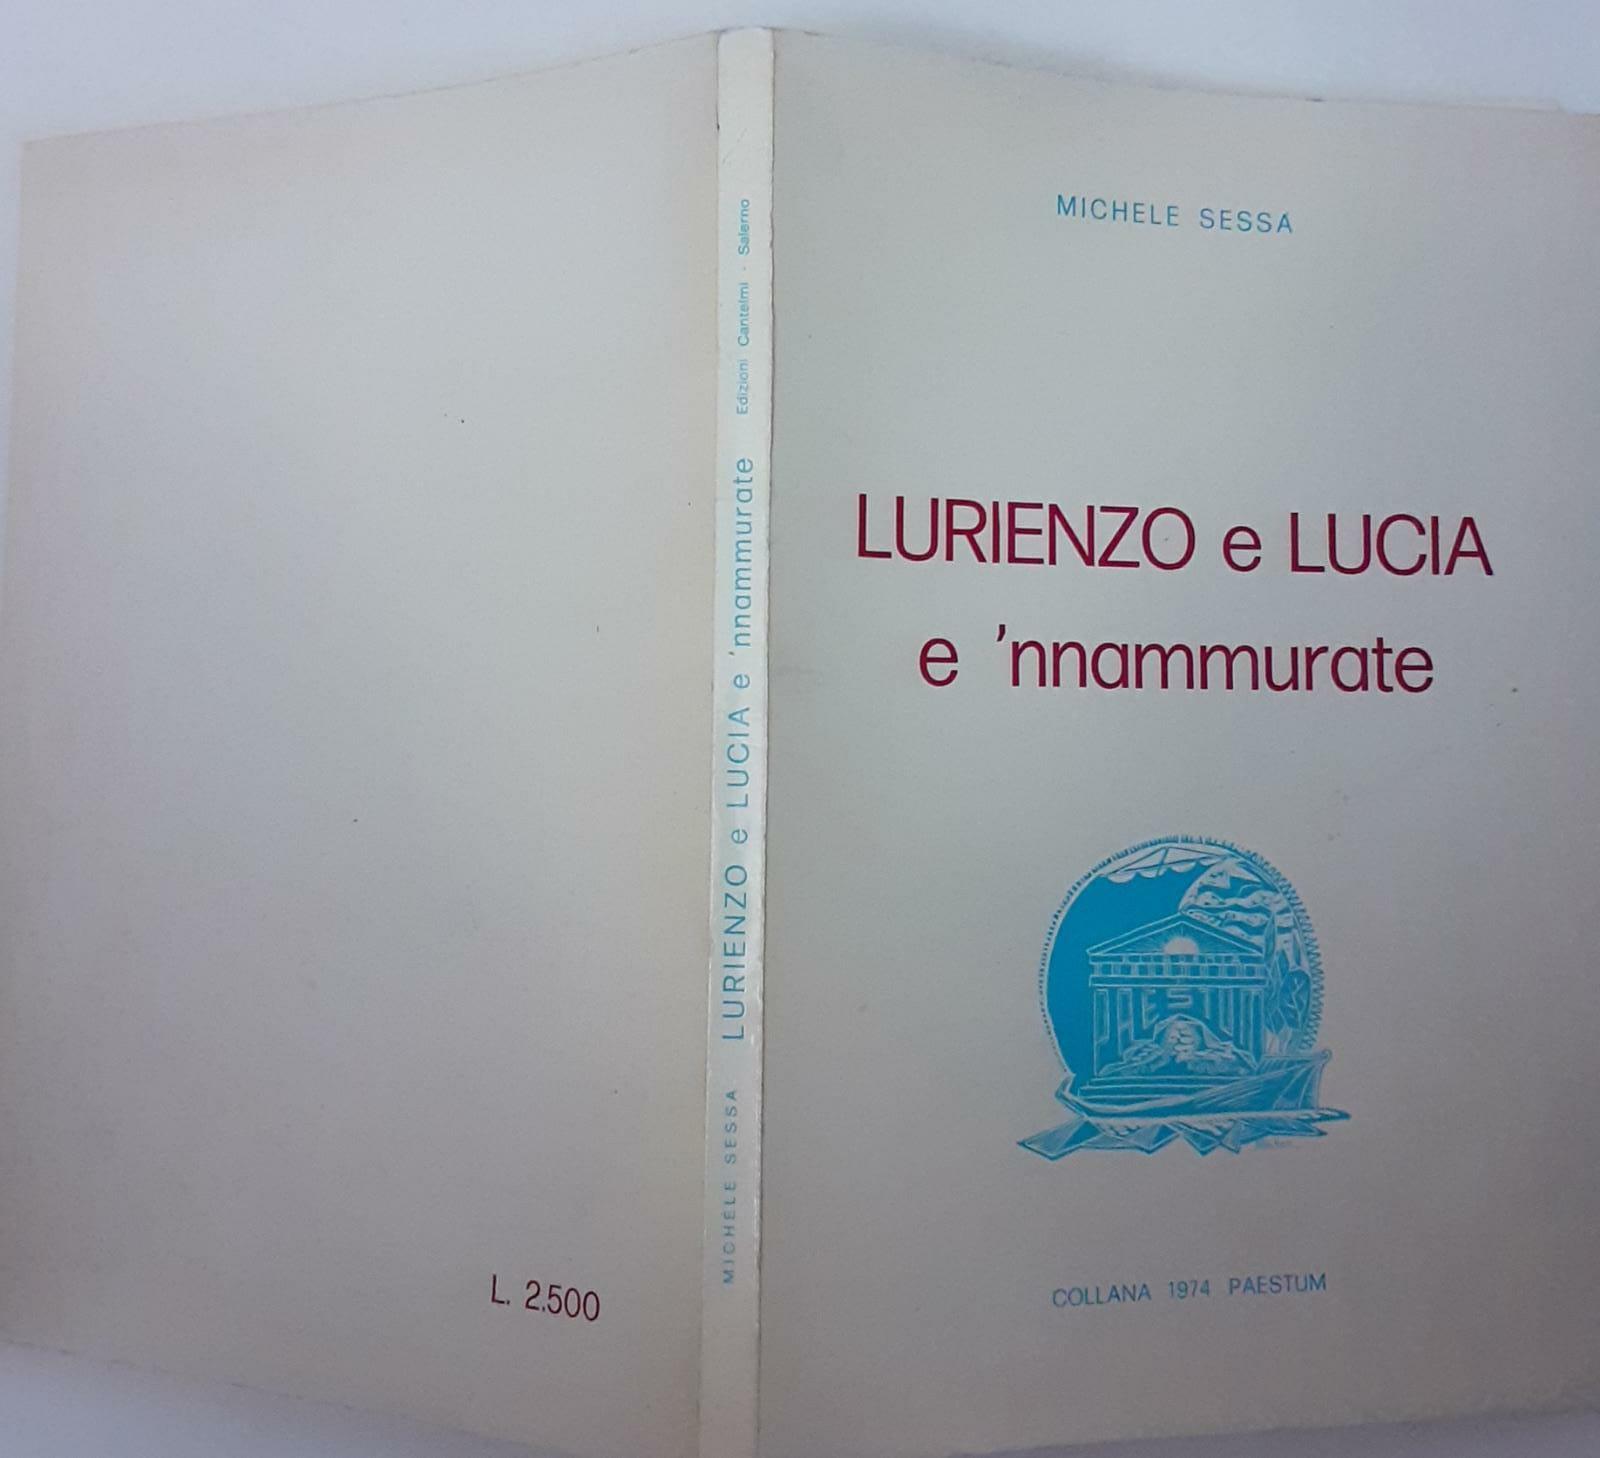 MICHELE SESSA
LURIENZO e LUCIA
e 'nnammurate
COLLANA 1974 PAESTUM
MICHELE SESSA LURIENZO e LUCIA e 'nnammurate Edizioni Cantelmi - Salerno
L. 2.500